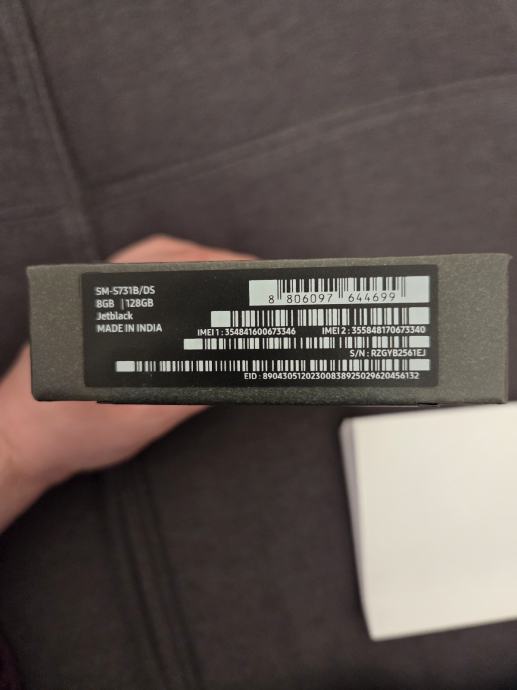 SM-S731B/DS
8GB | 128GB
Jetblack
MADE IN INDIA
8 806097 644699
IMEI 1 : 354841600673346 IMEI 2 : 355848170673340
S/N : RZGYB2561EJ
EID : 89043051202300838925029620456132